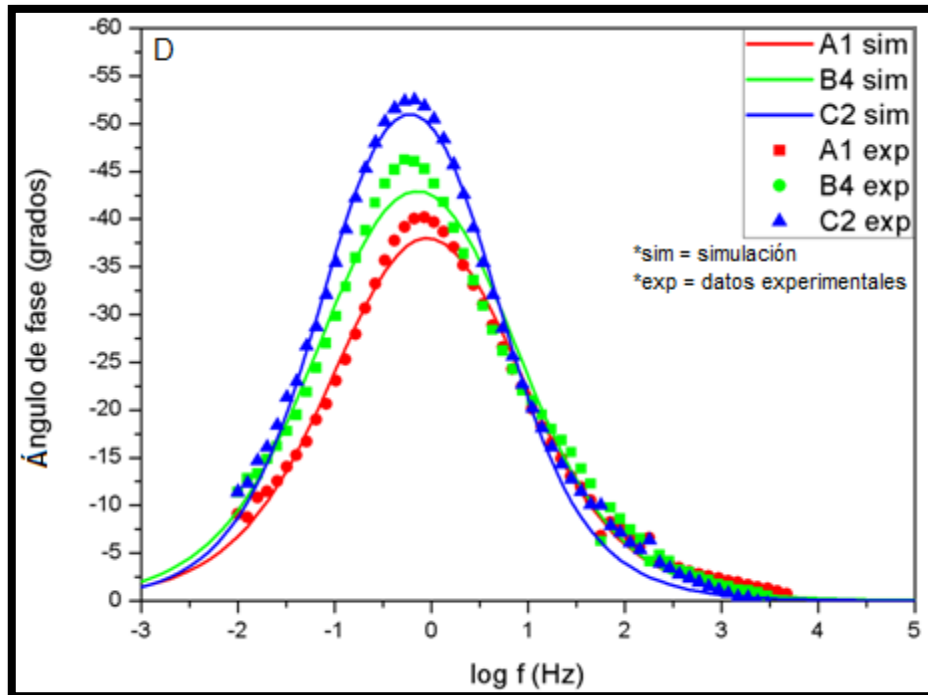 D
A1 sim
B4 sim
C2 sim
A1 exp
B4 exp
C2 exp
*sim = simulación
*exp = datos experimentales
Ángulo de fase (grados)
-60
-55
-50
-45
-40
-35
-30
-25
-20
-15
-10
-5
0
-3 -2 -1 0 1 2 3 4 5
log f (Hz)